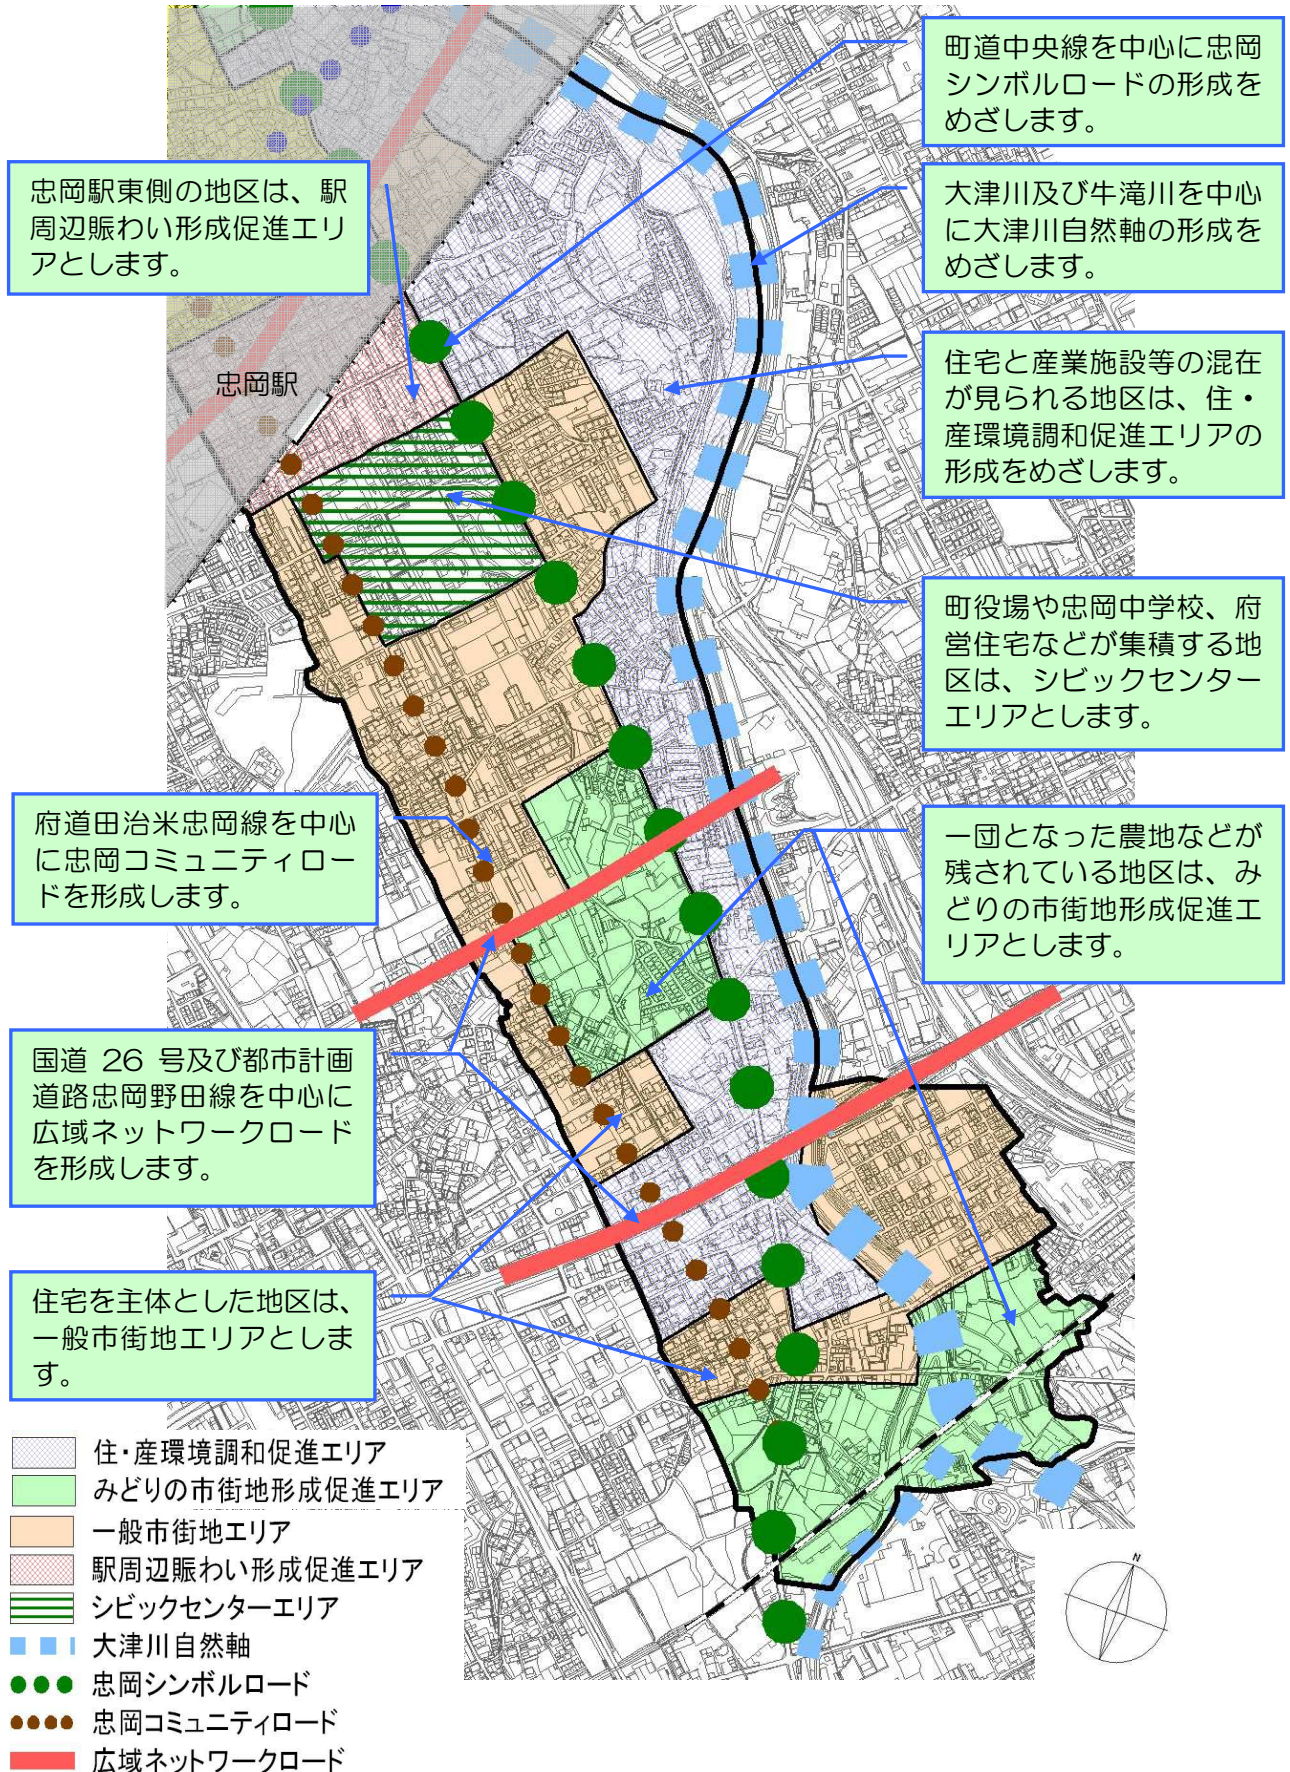 町道中央線を中心に忠岡
シンボルロードの形成を
めざします。
忠岡駅東側の地区は、駅
周辺賑わい形成促進エリ
アとします。
大津川及び牛滝川を中心
に大津川自然軸の形成を
めざします。
住宅と産業施設等の混在
が見られる地区は、住・
産環境調和促進エリアの
形成をめざします。
忠岡駅
町役場や忠岡中学校、府
営住宅などが集積する地
区は、シビックセンター
エリアとします。
府道田治米忠岡線を中心
に忠岡コミュニティロー
ドを形成します。
一団となった農地などが
残されている地区は、み
どりの市街地形成促進エ
リアとします。
国道 26 号及び都市計画
道路忠岡野田線を中心に
広域ネットワークロード
を形成します。
住宅を主体とした地区は、
一般市街地エリアとしま
す。
住・産環境調和促進エリア
みどりの市街地形成促進エリア
一般市街地エリア
駅周辺賑わい形成促進エリア
シビックセンターエリア
大津川自然軸
忠岡シンボルロード
忠岡コミュニティロード
広域ネットワークロード
N